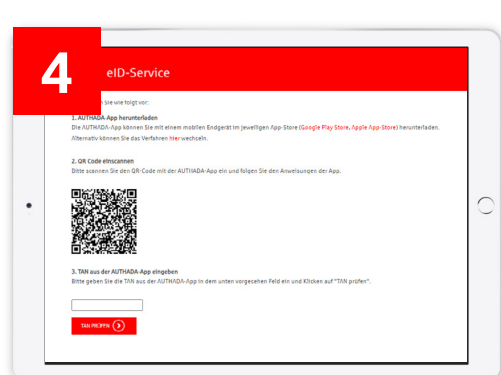 4
eID-Service
Sie wie folgt vor:
1. AUTHADA-App herunterladen
Die AUTHADA-App können Sie mit einem mobilen Endgerät im jeweiligen App-Store (Google Play Store, Apple App-Store) herunterladen.
Alternativ können Sie das Verfahren hier wechseln.
2. QR Code einscannen
Bitte scannen Sie den QR-Code mit der AUTHADA-App ein und folgen Sie den Anweisungen der App.
3. TAN aus der AUTHADA-App eingeben
Bitte geben Sie die TAN aus der AUTHADA-App in dem unten vorgesehen Feld ein und Klicken auf "TAN prüfen".
TAN PRÜFEN